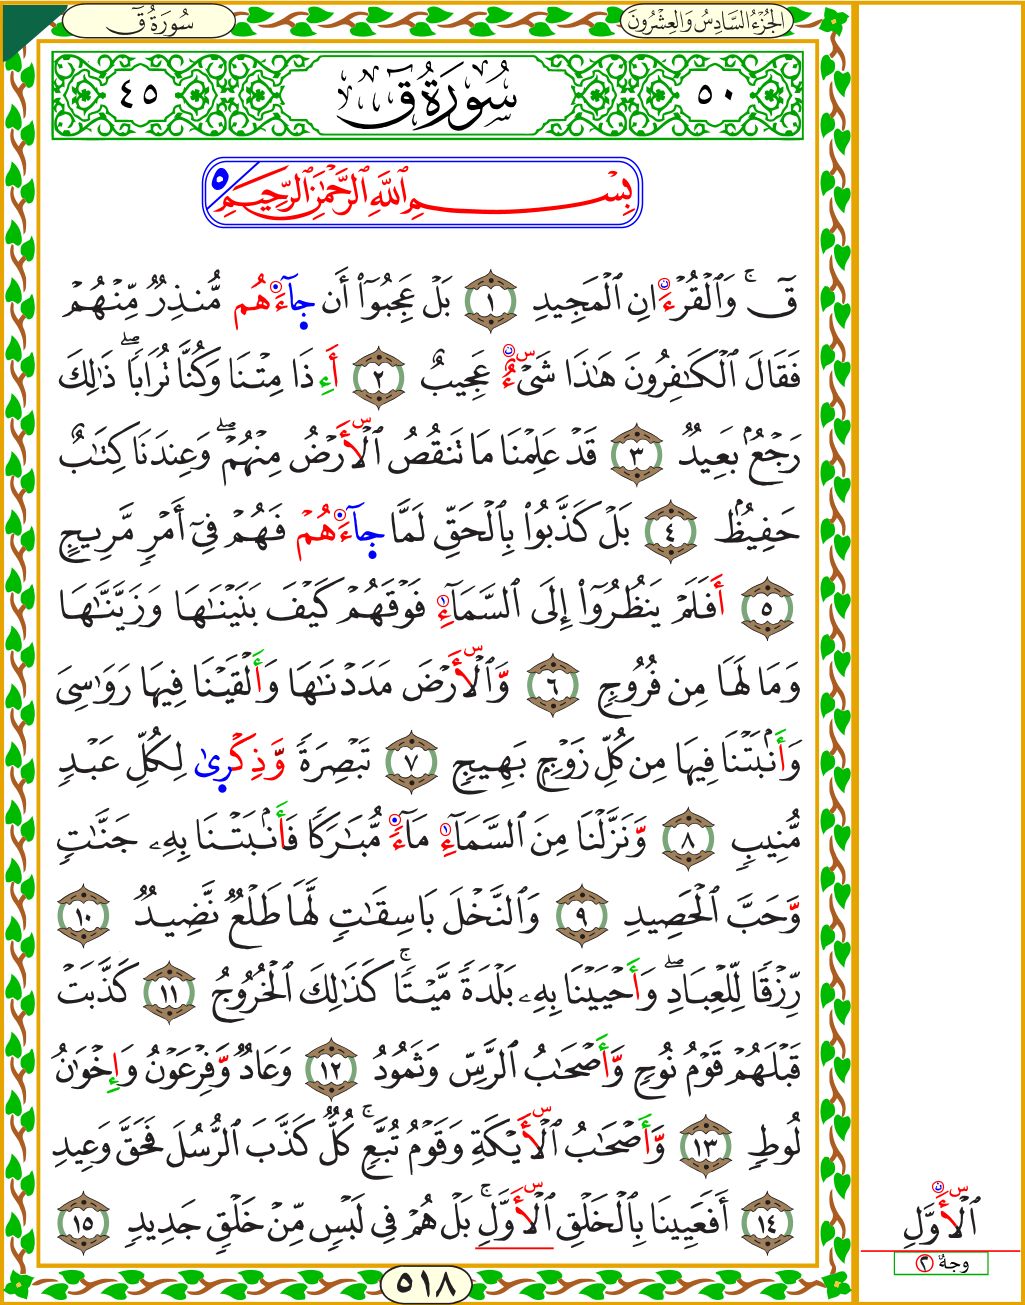 الجُزْءُ السَّادِسُ وَالعِشْرُونَ
سُورَةُ قٓ
٥٠
سُورَةُ قٓ
٤٥
بِسْمِ ٱللَّهِ ٱلرَّحْمَٰنِ ٱلرَّحِيمِ ٥
قٓ ۚ وَٱلْقُرْءَانِ ٱلْمَجِيدِ ١ بَلْ عَجِبُوٓا۟ أَن جَآءَهُم مُّنذِرٌ مِّنْهُمْ
فَقَالَ ٱلْكَٰفِرُونَ هَٰذَا شَىْءٌ عَجِيبٌ ٢ أَءِذَا مِتْنَا وَكُنَّا تُرَابًا ۖ ذَٰلِكَ
رَجْعٌۢ بَعِيدٌ ٣ قَدْ عَلِمْنَا مَا تَنقُصُ ٱلْأَرْضُ مِنْهُمْ ۖ وَعِندَنَا كِتَٰبٌ
حَفِيظٌۢ ٤ بَلْ كَذَّبُوا۟ بِٱلْحَقِّ لَمَّا جَآءَهُمْ فَهُمْ فِىٓ أَمْرٍ مَّرِيجٍ
٥ أَفَلَمْ يَنظُرُوٓا۟ إِلَى ٱلسَّمَآءِ فَوْقَهُمْ كَيْفَ بَنَيْنَٰهَا وَزَيَّنَّٰهَا
وَمَا لَهَا مِن فُرُوجٍ ٦ وَٱلْأَرْضَ مَدَدْنَٰهَا وَأَلْقَيْنَا فِيهَا رَوَٰسِىَ
وَأَنۢبَتْنَا فِيهَا مِن كُلِّ زَوْجٍۭ بَهِيجٍ ٧ تَبْصِرَةً وَذِكْرَىٰ لِكُلِّ عَبْدٍ
مُّنِيبٍ ٨ وَنَزَّلْنَا مِنَ ٱلسَّمَآءِ مَآءً مُّبَٰرَكًا فَأَنۢبَتْنَا بِهِۦ جَنَّٰتٍ
وَحَبَّ ٱلْحَصِيدِ ٩ وَٱلنَّخْلَ بَاسِقَٰتٍ لَّهَا طَلْعٌ نَّضِيدٌ ١٠
رِّزْقًا لِّلْعِبَادِ ۖ وَأَحْيَيْنَا بِهِۦ بَلْدَةً مَّيْتًا ۚ كَذَٰلِكَ ٱلْخُرُوجُ ١١ كَذَّبَتْ
قَبْلَهُمْ قَوْمُ نُوحٍ وَأَصْحَٰبُ ٱلرَّسِّ وَثَمُودُ ١٢ وَعَادٌ وَفِرْعَوْنُ وَإِخْوَٰنُ
لُوطٍ ١٣ وَأَصْحَٰبُ ٱلْأَيْكَةِ وَقَوْمُ تُبَّعٍ ۚ كُلٌّ كَذَّبَ ٱلرُّسُلَ فَحَقَّ وَعِيدِ
١٤ أَفَعَيِينَا بِٱلْخَلْقِ ٱلْأَوَّلِ ۚ بَلْ هُمْ فِى لَبْسٍ مِّنْ خَلْقٍ جَدِيدٍ ١٥
ٱلْأَوَّلِ
وجهٌ ٢
٥١٨